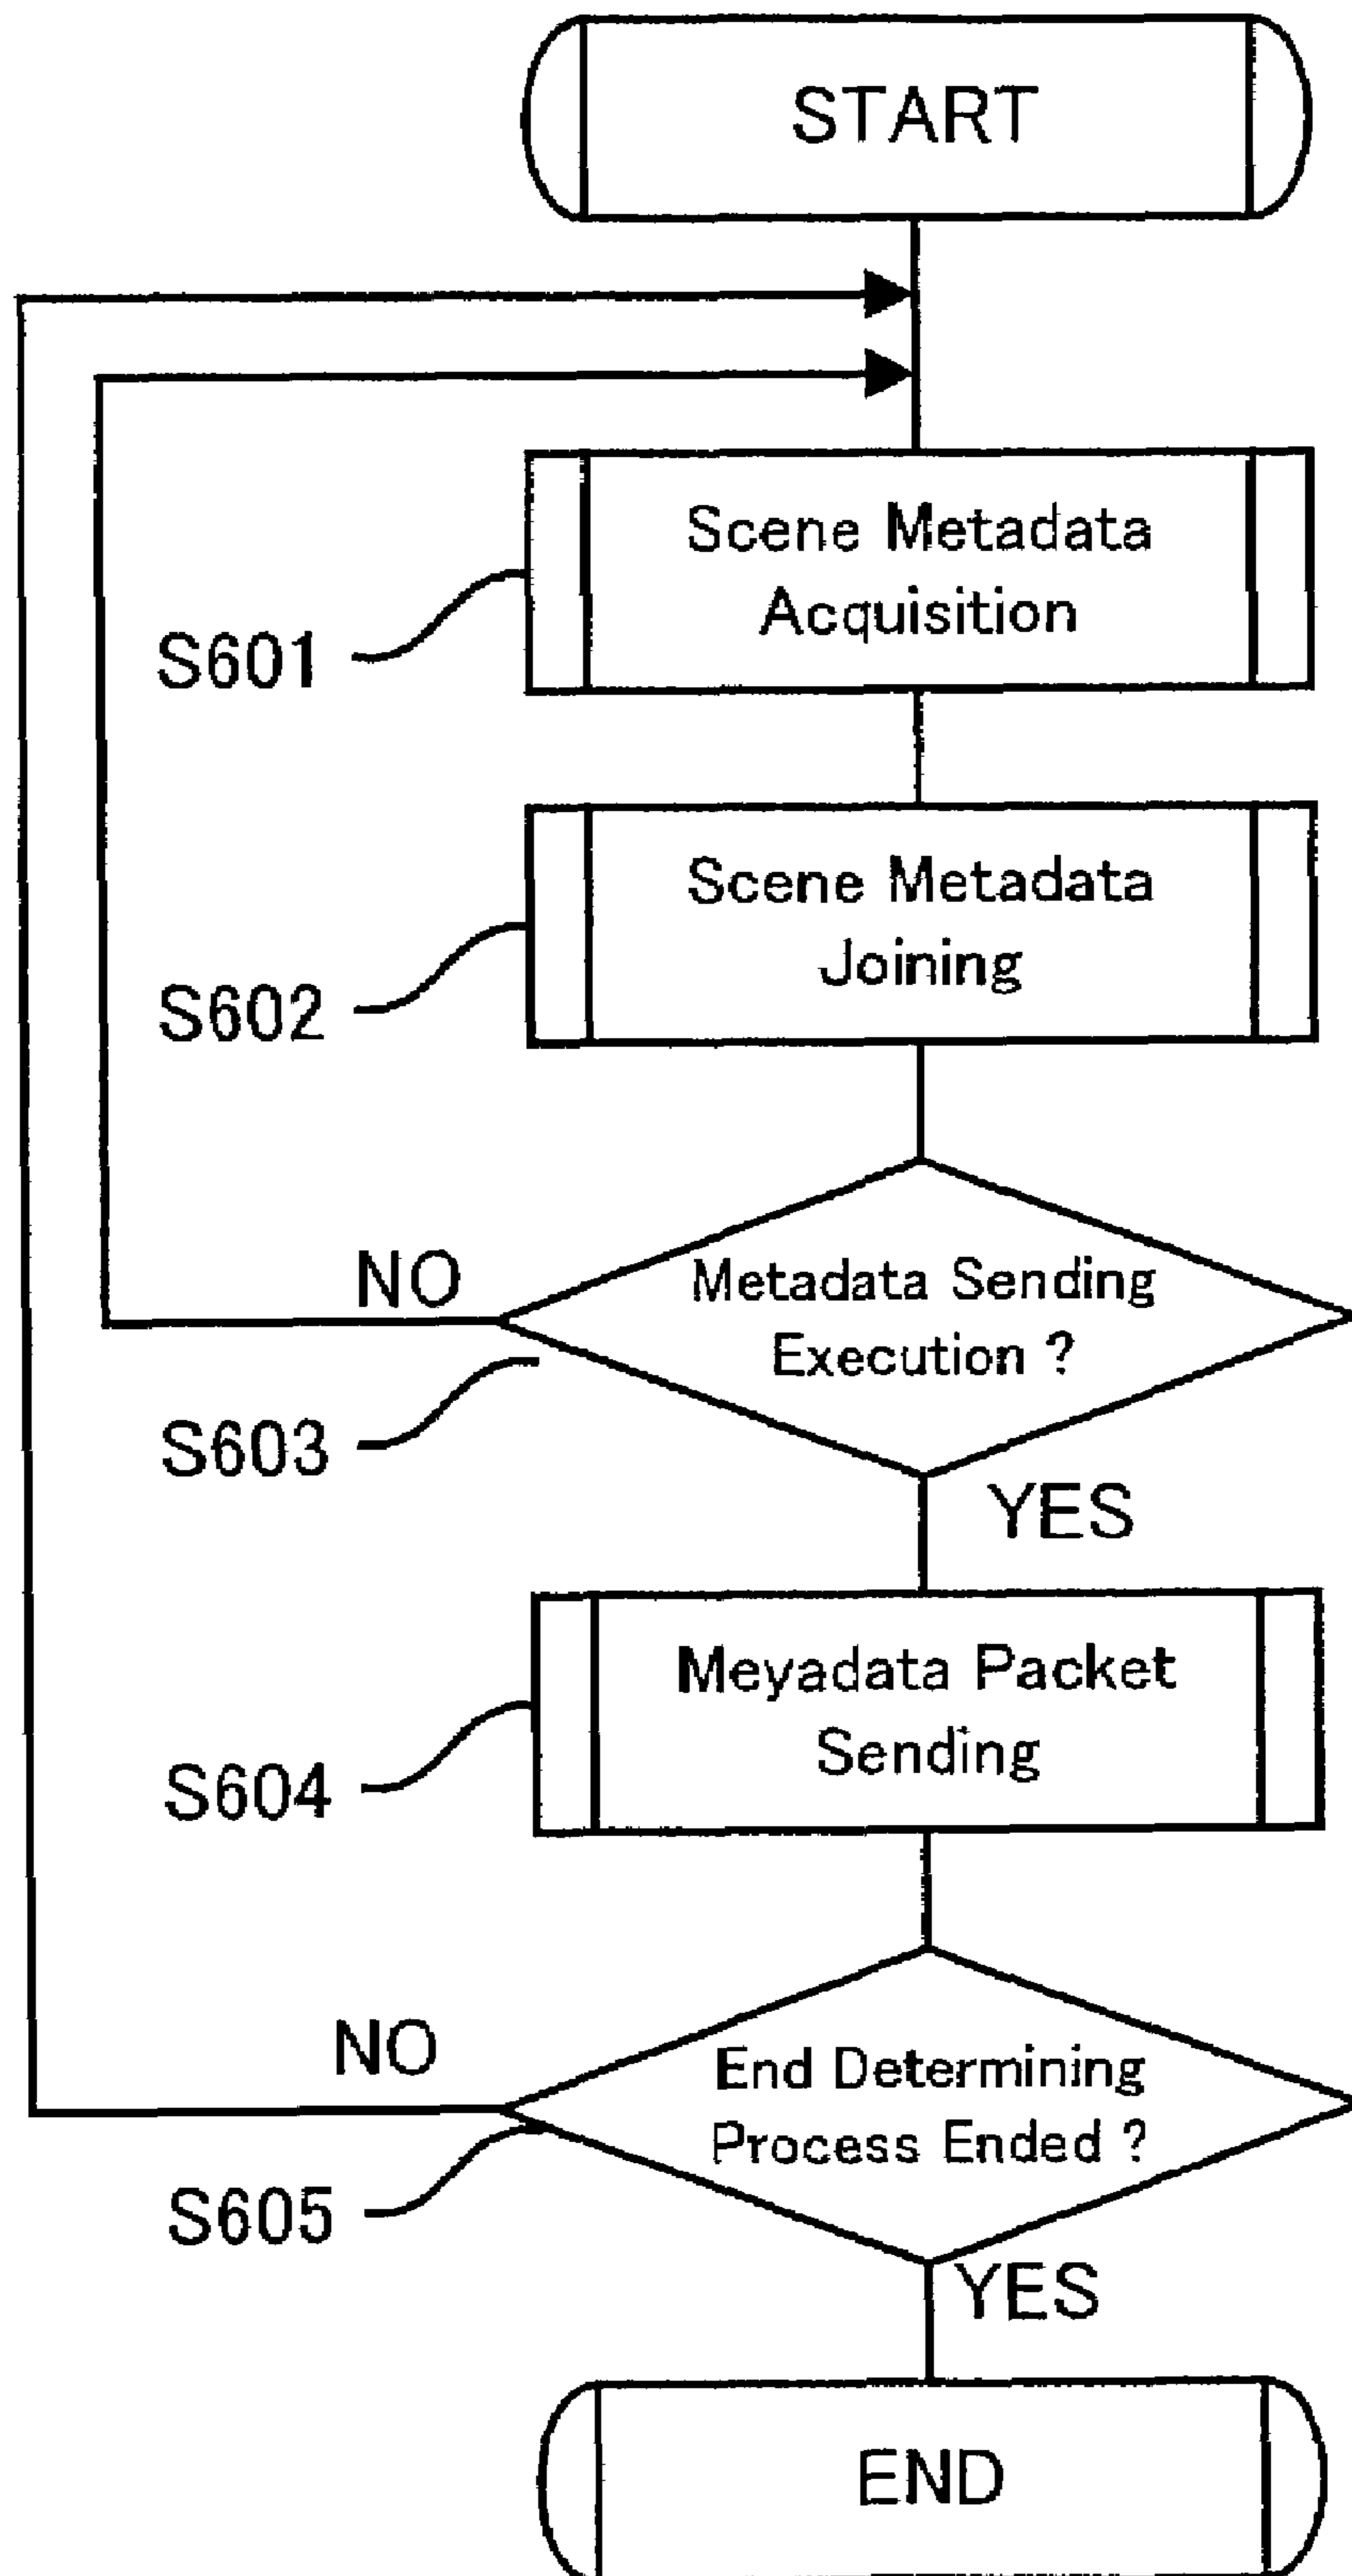 START
Scene Metadata
Acquisition
S601
Scene Metadata
Joining
S602
NO
Metadata Sending
Execution ?
S603
YES
Meyadata Packet
Sending
S604
NO
End Determining
Process Ended ?
S605
YES
END